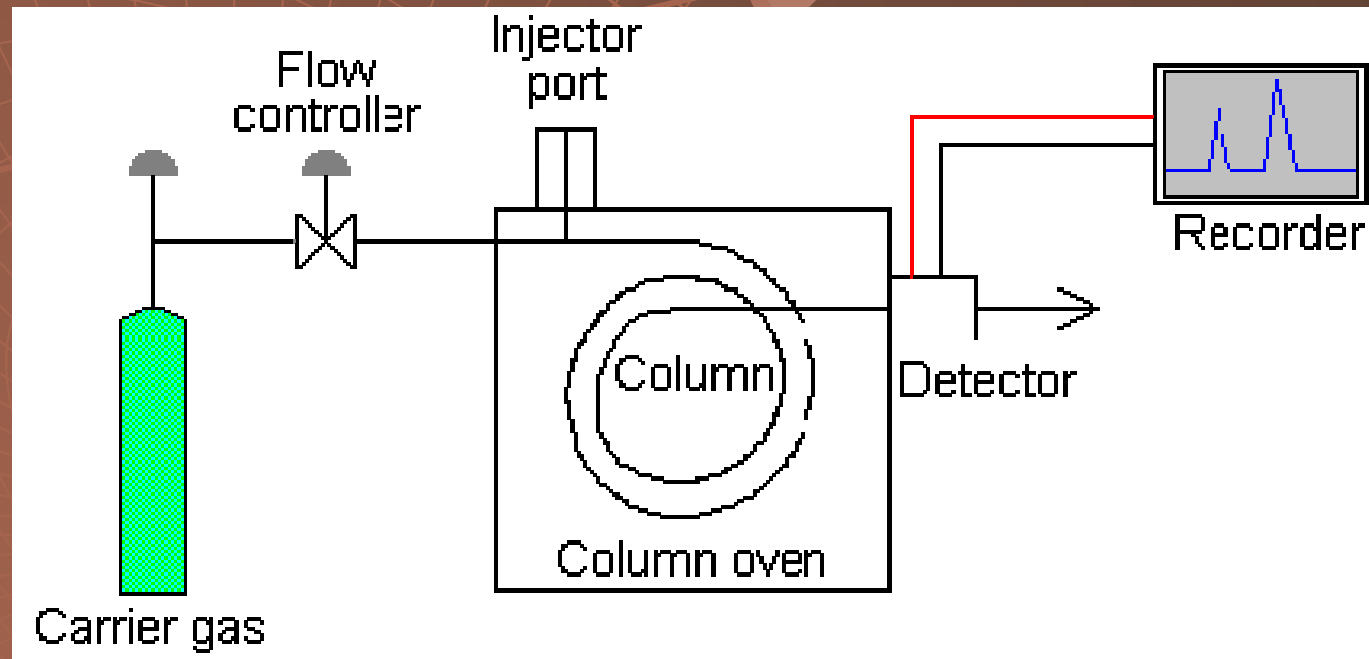 Injector
port
Flow
controller
Recorder
Column
Detector
Column oven
Carrier gas